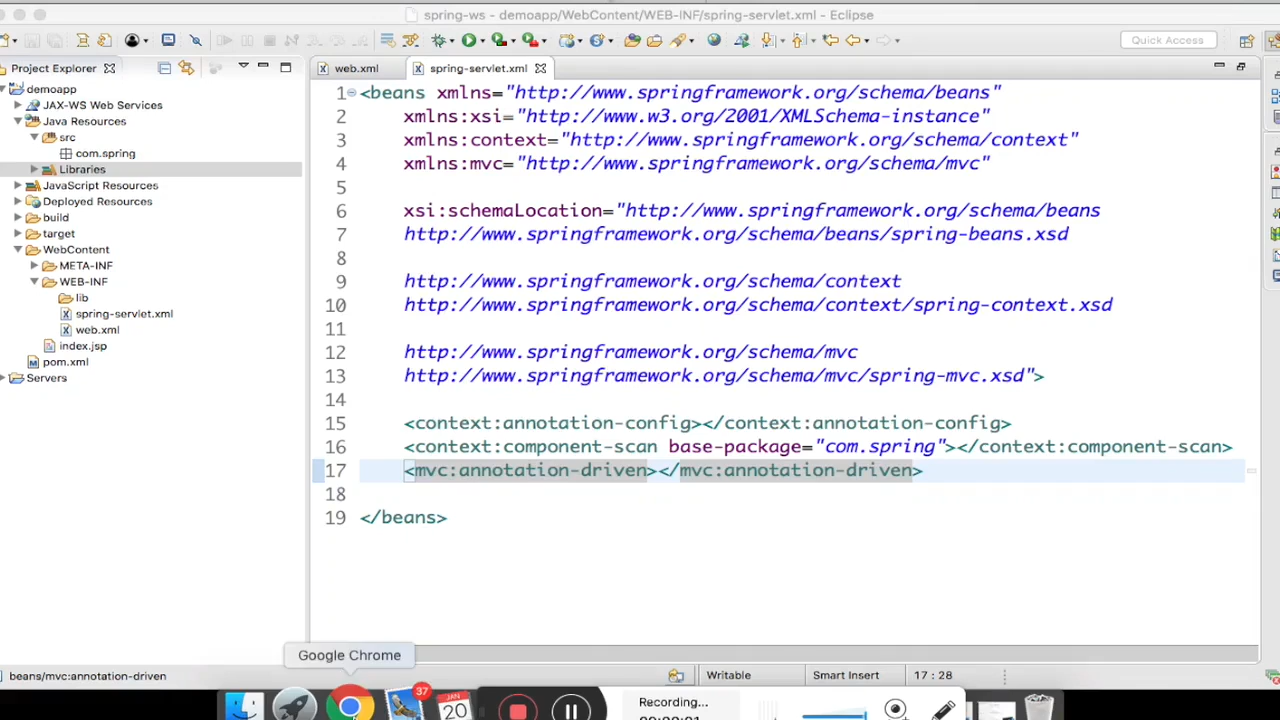 spring-ws - demoapp/WebContent/WEB-INF/spring-servlet.xml - Eclipse
Quick Access
Project Explorer
web.xml
spring-servlet.xml
demoapp
JAX-WS Web Services
Java Resources
src
com.spring
Libraries
JavaScript Resources
Deployed Resources
build
target
WebContent
META-INF
WEB-INF
lib
spring-servlet.xml
web.xml
index.jsp
pom.xml
Servers
1 <beans xmlns="http://www.springframework.org/schema/beans"
2 xmlns:xsi="http://www.w3.org/2001/XMLSchema-instance"
3 xmlns:context="http://www.springframework.org/schema/context"
4 xmlns:mvc="http://www.springframework.org/schema/mvc"
5
6 xsi:schemaLocation="http://www.springframework.org/schema/beans
7 http://www.springframework.org/schema/beans/spring-beans.xsd
8
9 http://www.springframework.org/schema/context
10 http://www.springframework.org/schema/context/spring-context.xsd
11
12 http://www.springframework.org/schema/mvc
13 http://www.springframework.org/schema/mvc/spring-mvc.xsd">
14
15 <context:annotation-config></context:annotation-config>
16 <context:component-scan base-package="com.spring"></context:component-scan>
17 <mvc:annotation-driven></mvc:annotation-driven>
18
19 </beans>
Google Chrome
beans/mvc:annotation-driven
Writable
Smart Insert
17 : 28
37
JAN
20
Recording...